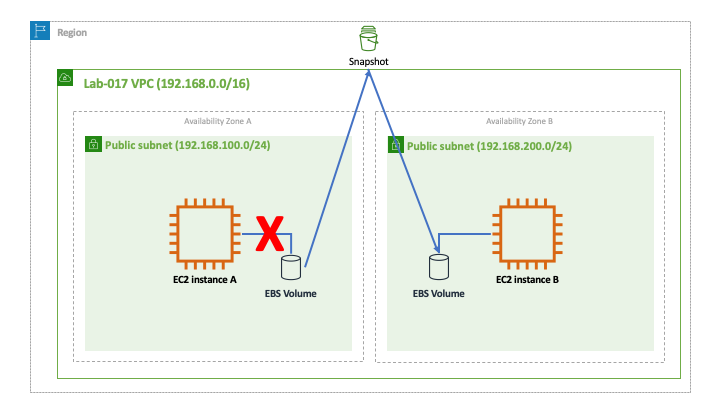 Region
Snapshot
Lab-017 VPC (192.168.0.0/16)
Availability Zone A
Availability Zone B
Public subnet (192.168.100.0/24)
Public subnet (192.168.200.0/24)
EC2 instance A
EBS Volume
EC2 instance B
EBS Volume